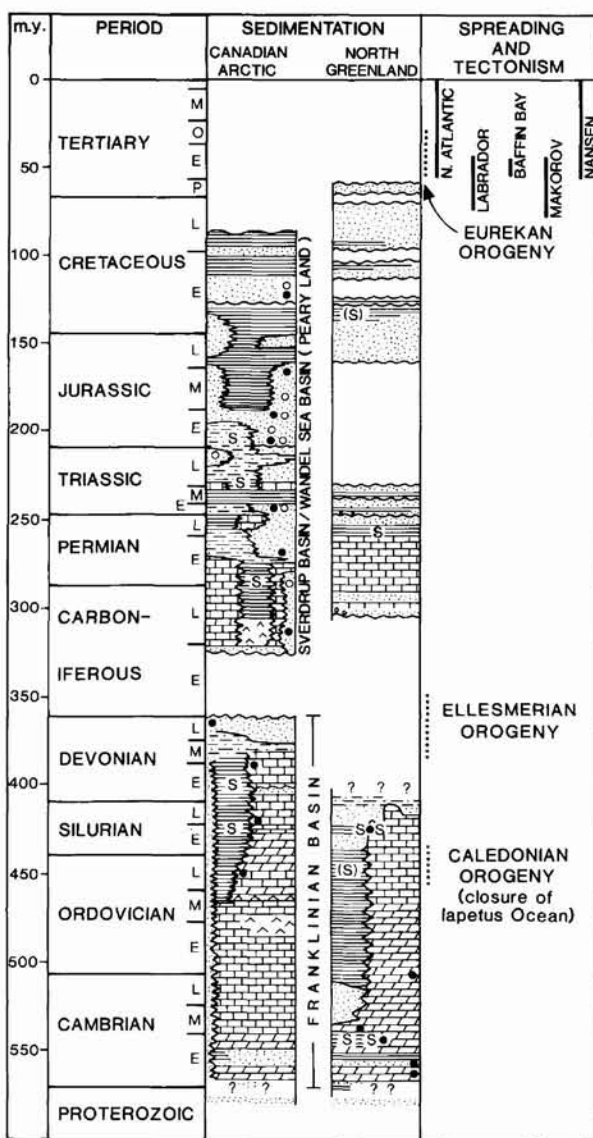 m.y.
PERIOD
SEDIMENTATION
CANADIAN ARCTIC
NORTH GREENLAND
SPREADING AND TECTONISM
0
50
100
150
200
250
300
350
400
450
500
550
TERTIARY
M
O
E
P
CRETACEOUS
L
E
JURASSIC
L
M
E
TRIASSIC
L
M
E
PERMIAN
L
E
CARBON-
IFEROUS
L
E
DEVONIAN
L
M
E
SILURIAN
L
E
ORDOVICIAN
L
M
E
CAMBRIAN
L
M
E
PROTEROZOIC
S
S
S
S
S
? ?
SVERDRUP BASIN/WANDEL SEA BASIN (PEARY LAND)
FRANKLINIAN BASIN
(S)
S
? ? ?
S S
(S)
S S
? ?
N. ATLANTIC
LABRADOR
BAFFIN BAY
MAKOROV
NANSEN
EUREKAN
OROGENY
ELLESMERIAN
OROGENY
CALEDONIAN
OROGENY
(closure of
Iapetus Ocean)